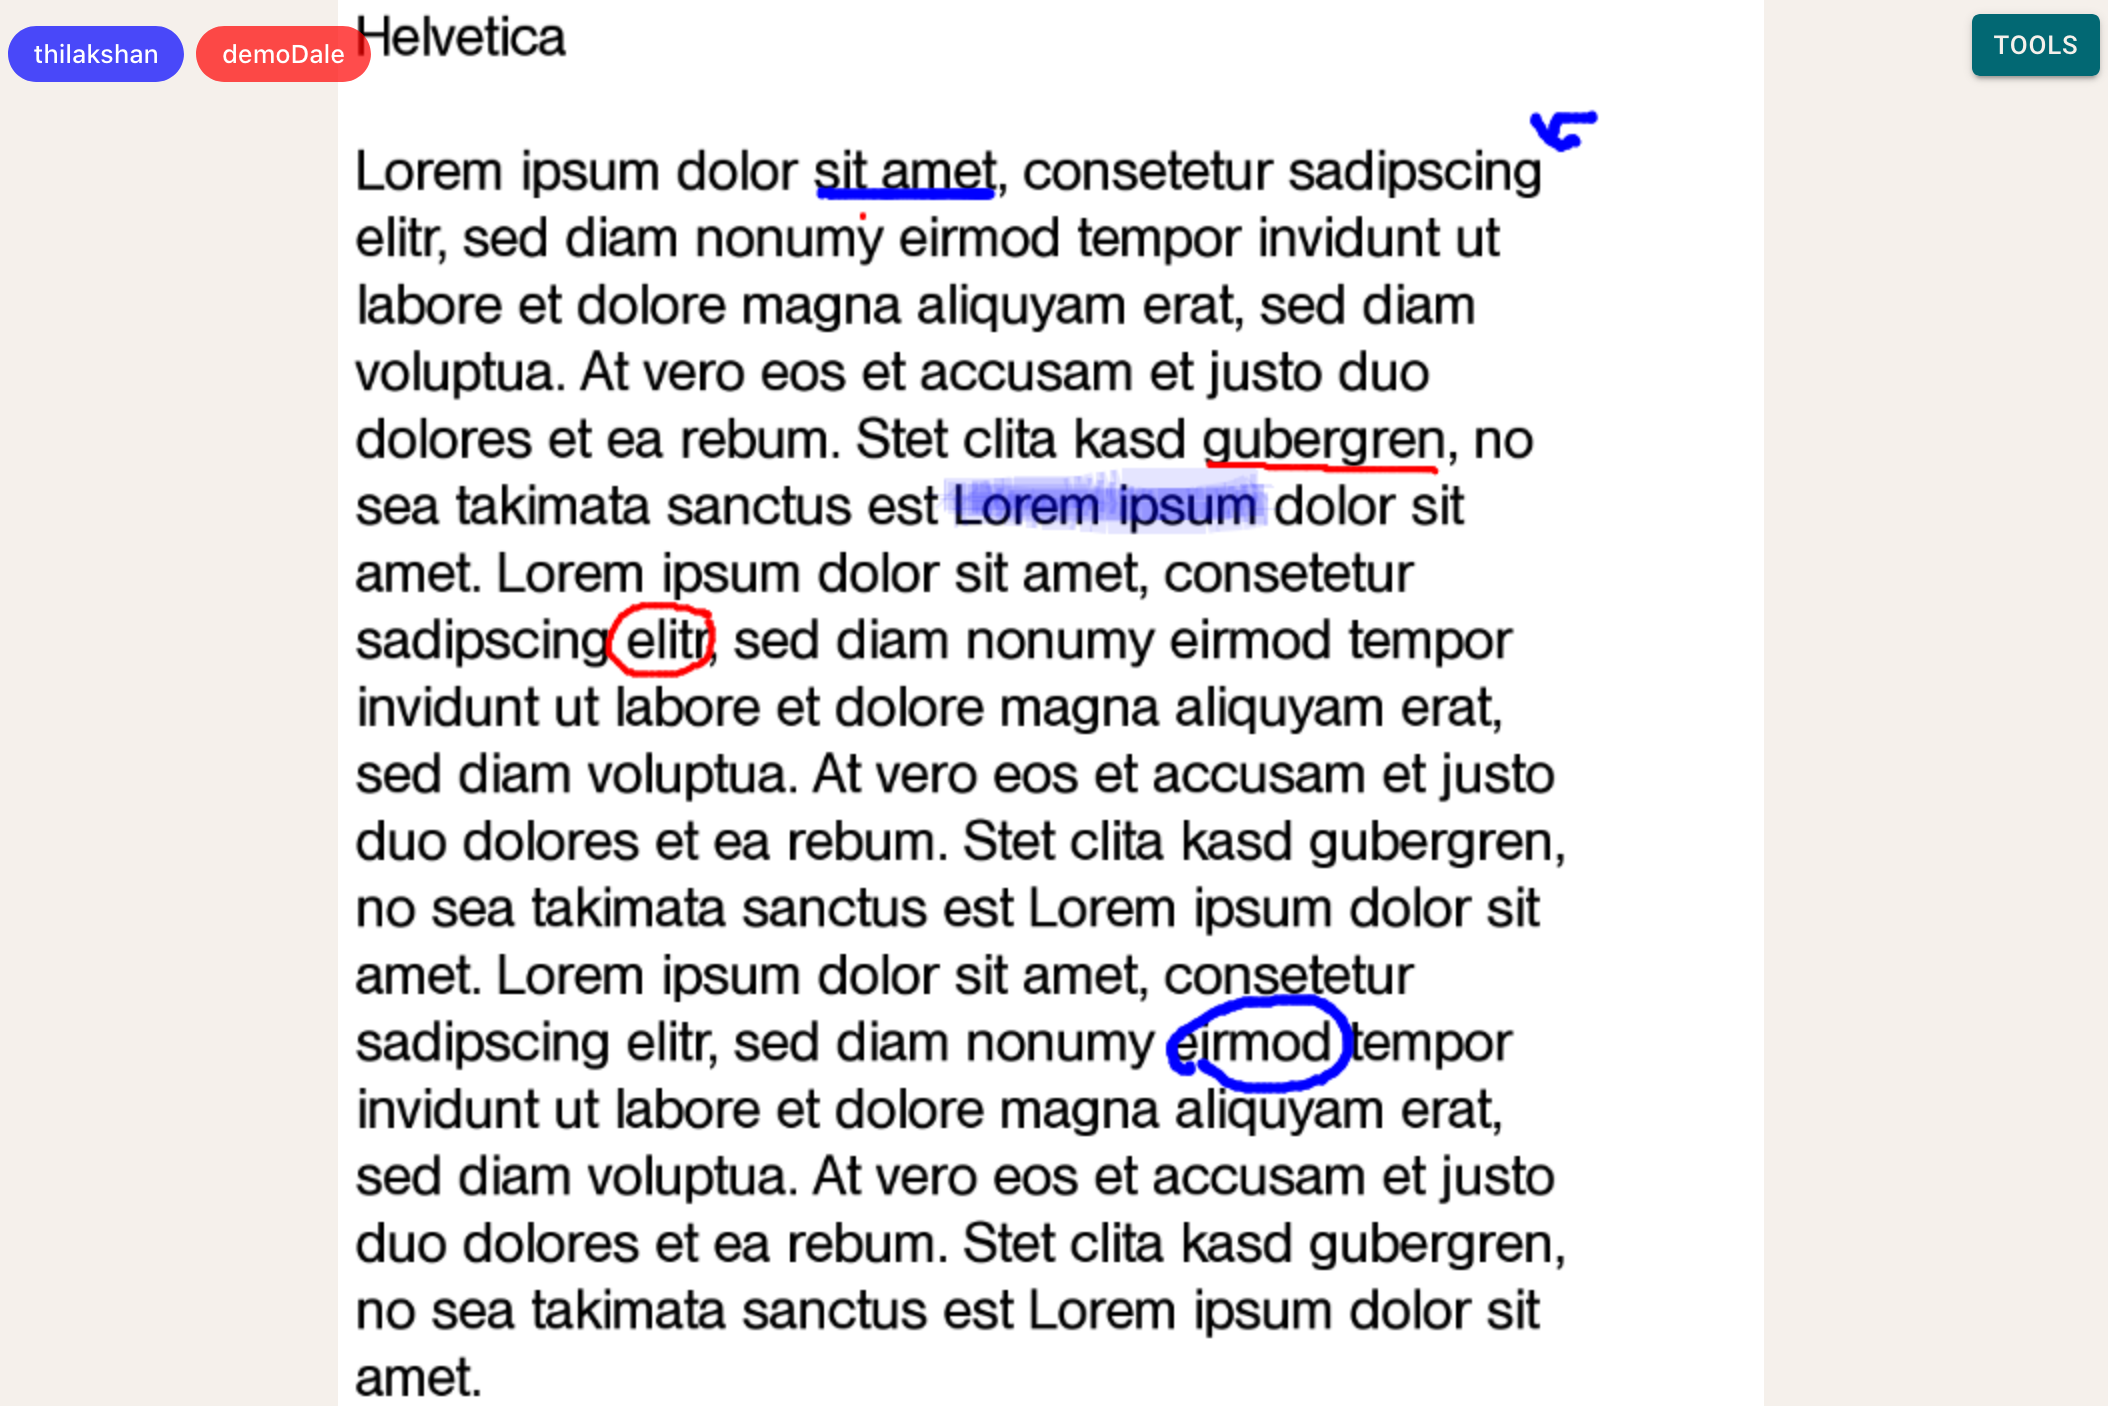 thilakshan demoDale Helvetica TOOLS
Lorem ipsum dolor sit amet, consetetur sadipscing
elitr, sed diam nonumy eirmod tempor invidunt ut
labore et dolore magna aliquyam erat, sed diam
voluptua. At vero eos et accusam et justo duo
dolores et ea rebum. Stet clita kasd gubergren, no
sea takimata sanctus est Lorem ipsum dolor sit
amet. Lorem ipsum dolor sit amet, consetetur
sadipscing elitr, sed diam nonumy eirmod tempor
invidunt ut labore et dolore magna aliquyam erat,
sed diam voluptua. At vero eos et accusam et justo
duo dolores et ea rebum. Stet clita kasd gubergren,
no sea takimata sanctus est Lorem ipsum dolor sit
amet. Lorem ipsum dolor sit amet, consetetur
sadipscing elitr, sed diam nonumy eirmod tempor
invidunt ut labore et dolore magna aliquyam erat,
sed diam voluptua. At vero eos et accusam et justo
duo dolores et ea rebum. Stet clita kasd gubergren,
no sea takimata sanctus est Lorem ipsum dolor sit
amet.